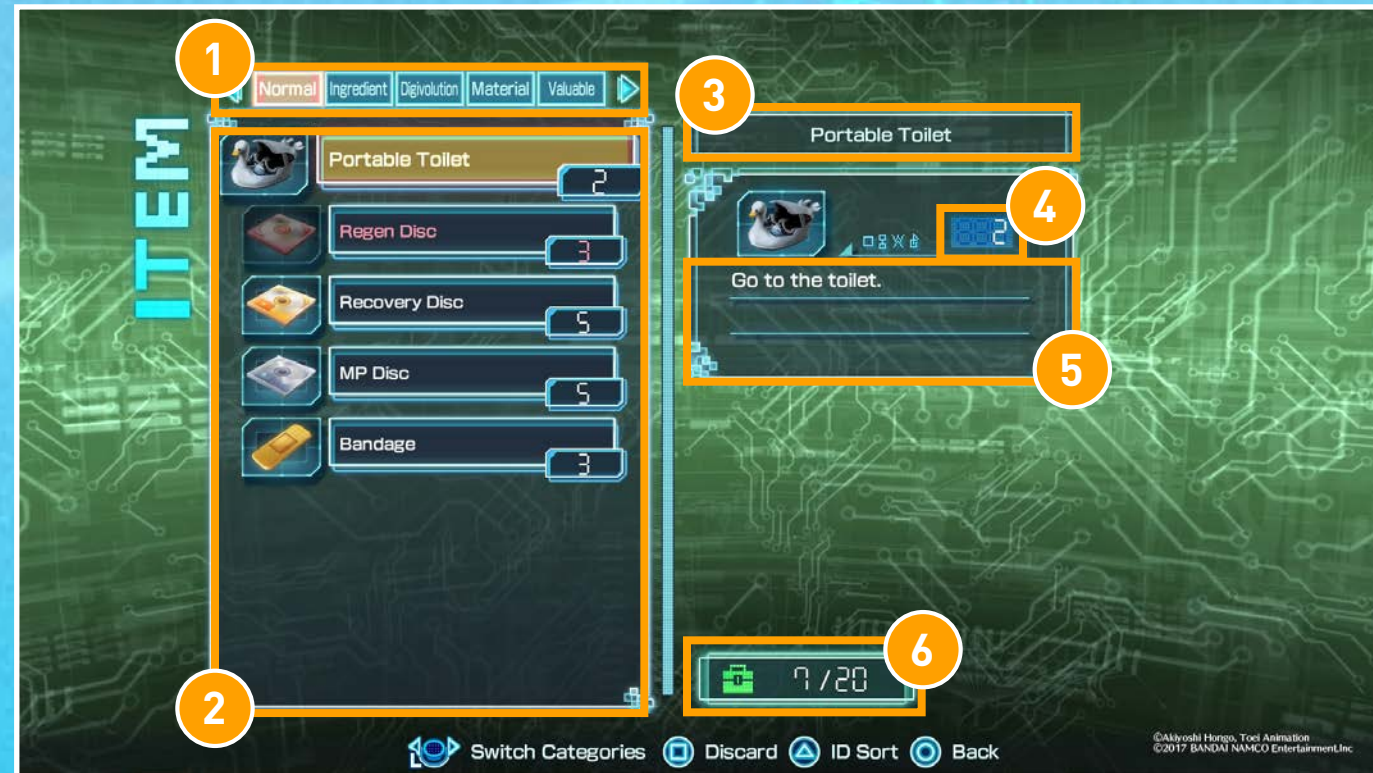 1
Normal Ingredient Digivolution Material Valuable
3
ITEM
Portable Toilet
Portable Toilet
2
4
2
Regen Disc
3
Go to the toilet.
Recovery Disc
5
5
MP Disc
5
Bandage
3
6
7/20
2
L Switch Categories Discard ID Sort Back
©Akiyoshi Hongo, Toei Animation
©2017 BANDAI NAMCO Entertainment.Inc